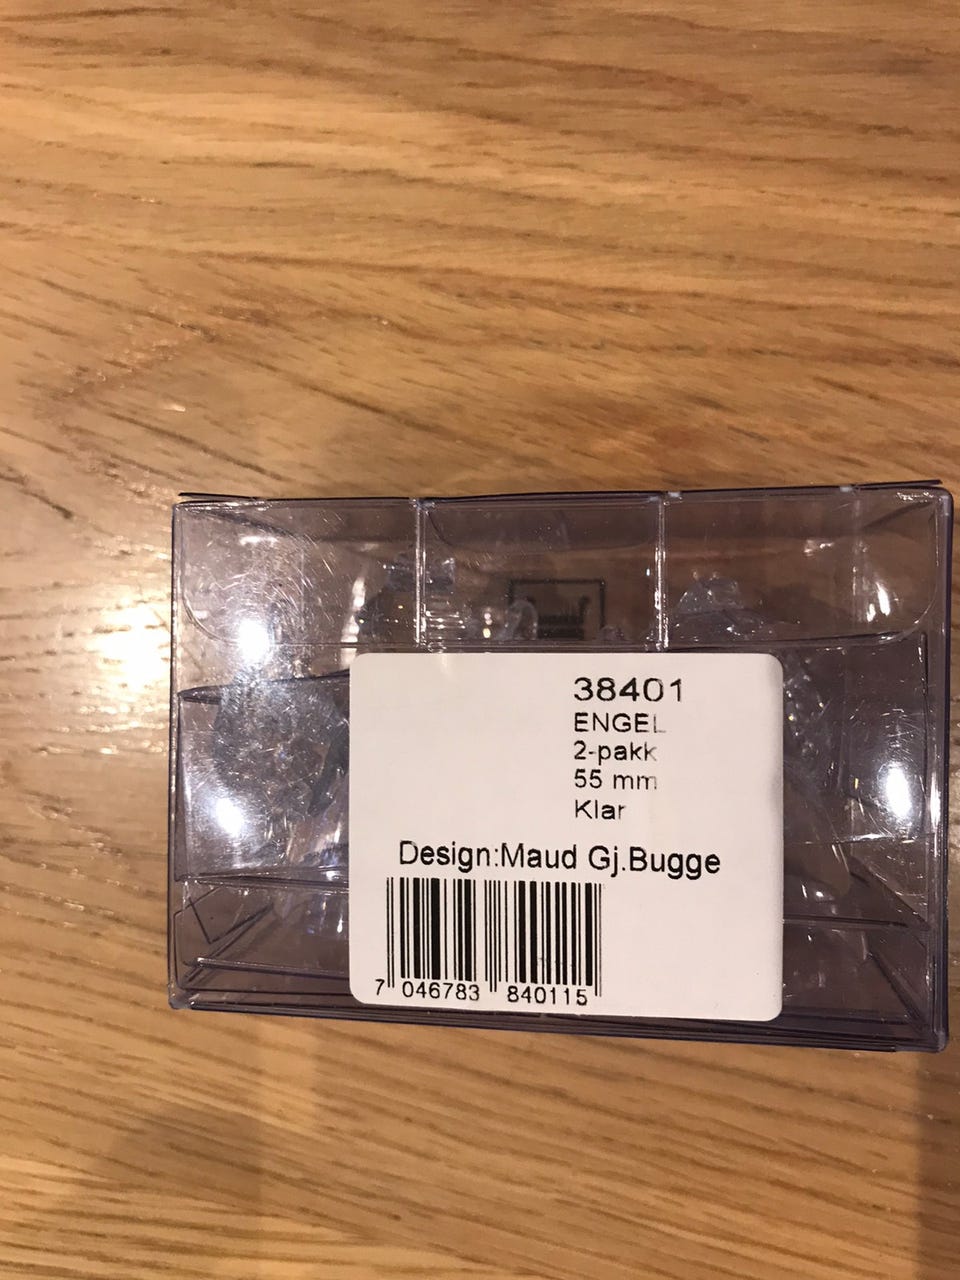 38401
ENGEL
2-pakk
55 mm
Klar
Design:Maud Gj.Bugge
7 046783 840115